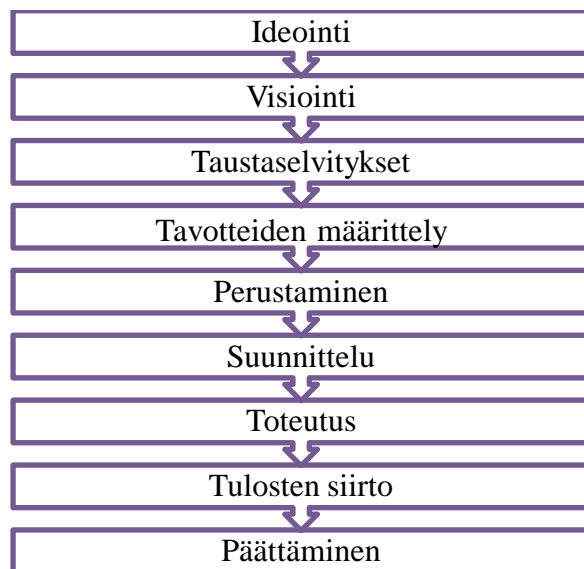 Ideointi
Visiointi
Taustaselvitykset
Tavotteiden määrittely
Perustaminen
Suunnittelu
Toteutus
Tulosten siirto
Päättäminen